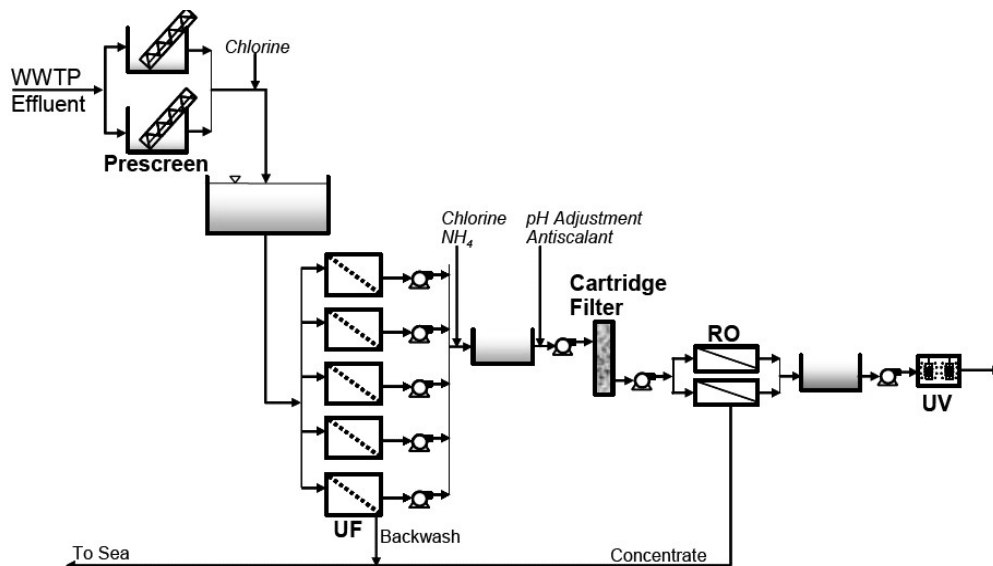 WWTP
Effluent
Chlorine
Prescreen
Chlorine
NH4
pH Adjustment
Antiscalant
Cartridge
Filter
RO
UV
UF
Backwash
To Sea
Concentrate